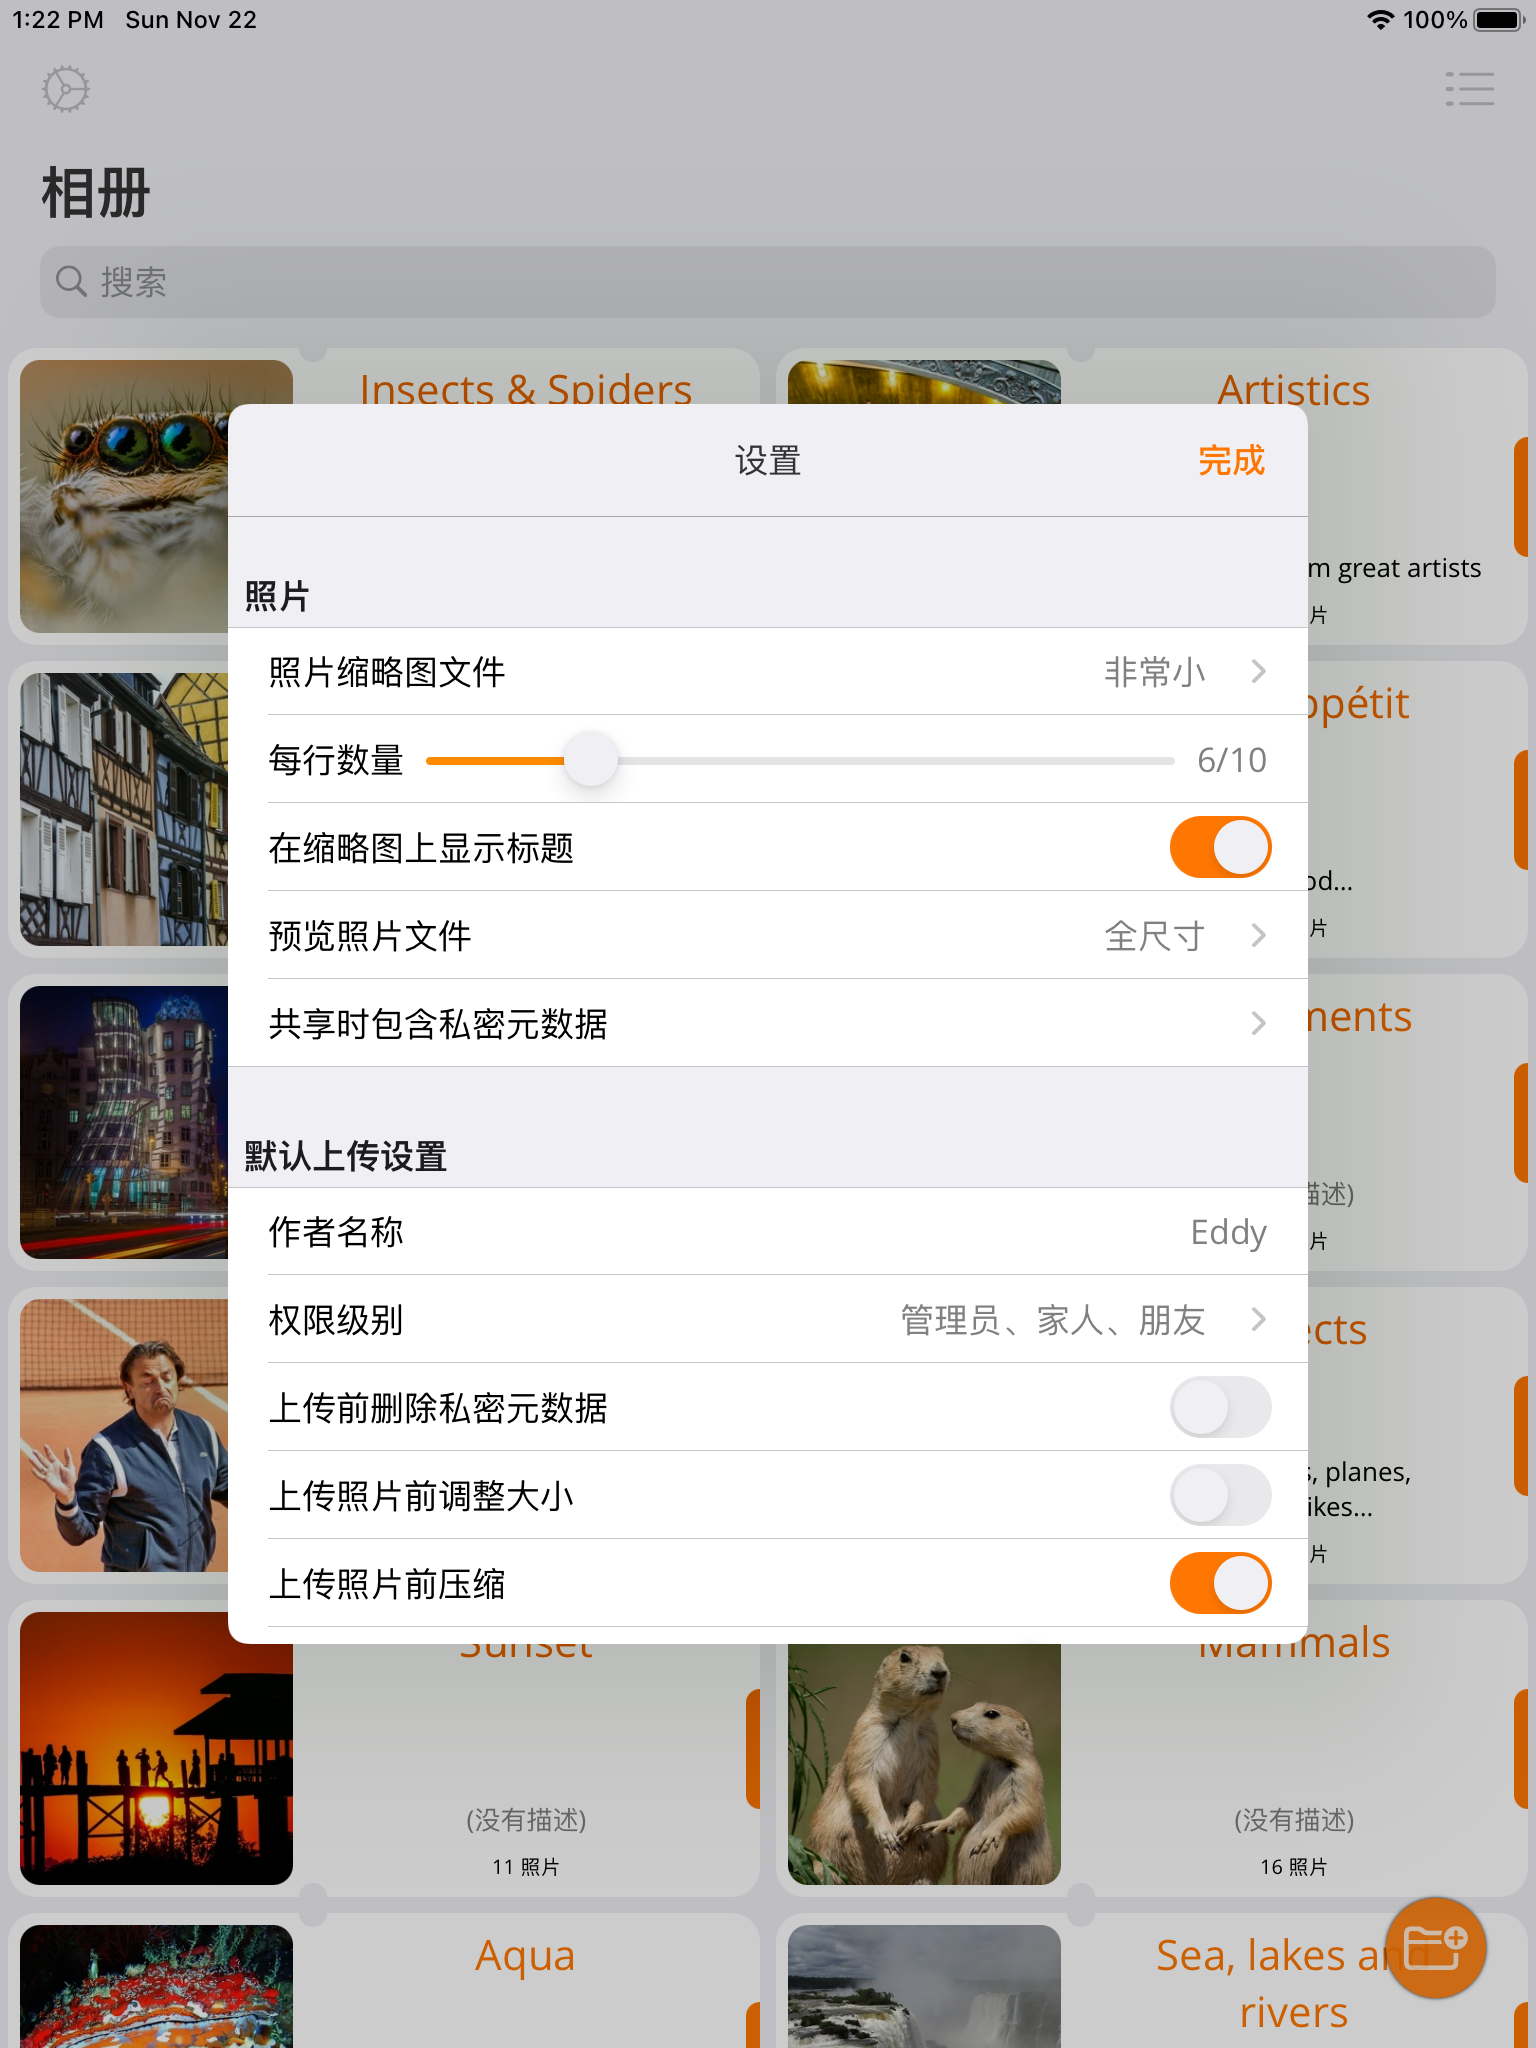 1:22 PM Sun Nov 22
100%
相册
搜索
Insects & Spiders
Artistics
设置
完成
m great artists
片
照片
照片缩略图文件 非常小
ppétit
每行数量 6/10
在缩略图上显示标题
od...
预览照片文件 全尺寸
片
共享时包含私密元数据
ments
默认上传设置
描述)
作者名称 Eddy
片
权限级别 管理员、家人、朋友
ects
上传前删除私密元数据
s, planes,
上传照片前调整大小
ikes...
片
上传照片前压缩
Sunset
Mammals
(没有描述)
(没有描述)
11 照片
16 照片
Aqua
Sea, lakes and
rivers